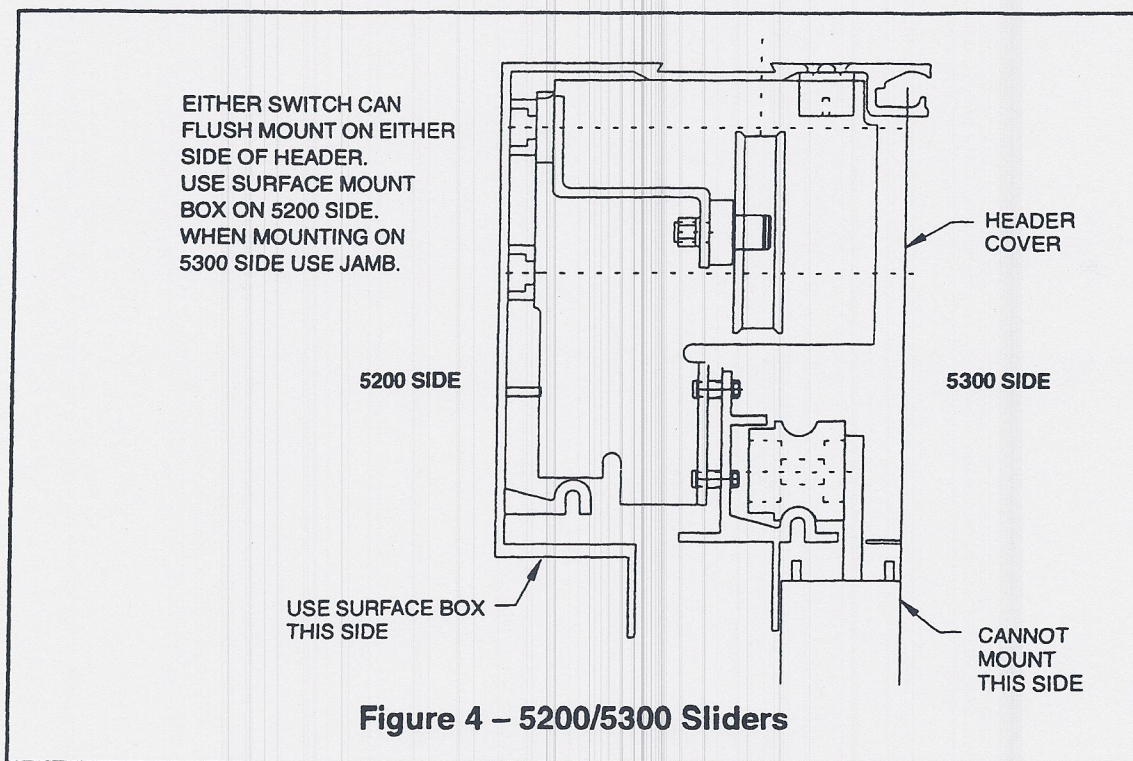 EITHER SWITCH CAN
FLUSH MOUNT ON EITHER
SIDE OF HEADER.
USE SURFACE MOUNT
BOX ON 5200 SIDE.
WHEN MOUNTING ON
5300 SIDE USE JAMB.
HEADER
COVER
5200 SIDE
5300 SIDE
USE SURFACE BOX
THIS SIDE
CANNOT
MOUNT
THIS SIDE
Figure 4 – 5200/5300 Sliders